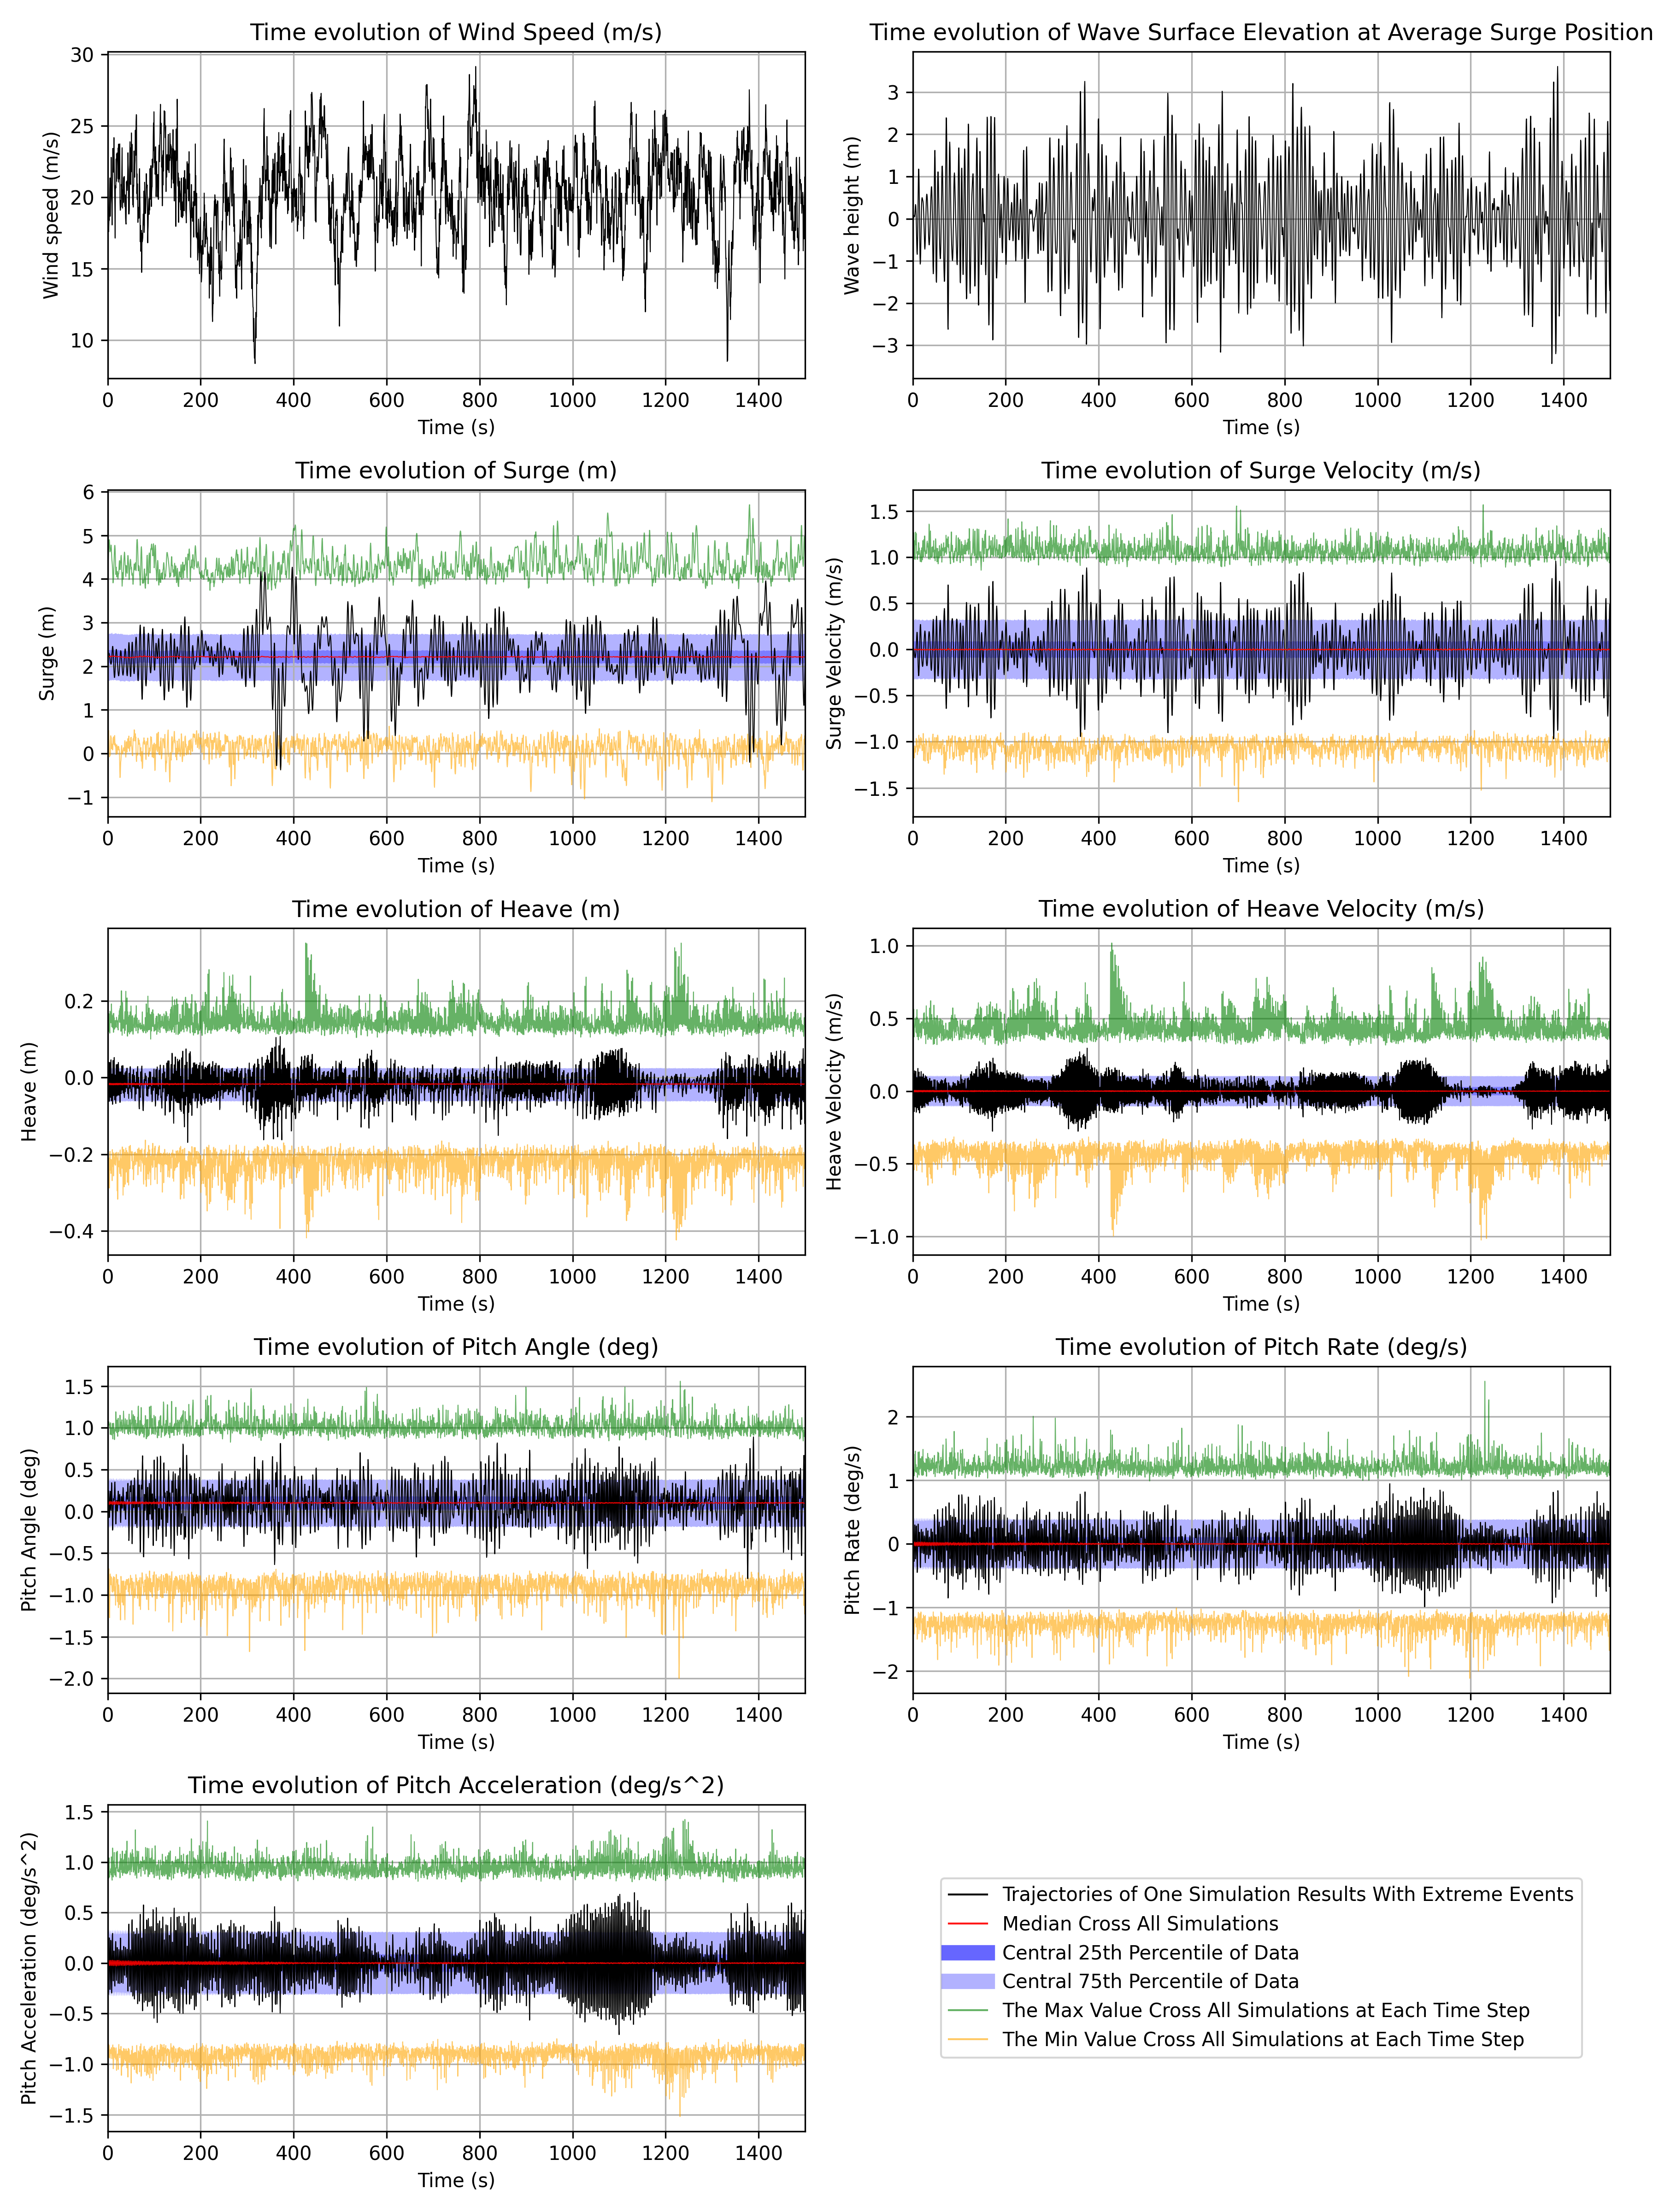 Time evolution of Wind Speed (m/s)
Wind speed (m/s)
30
25
20
15
10
0 200 400 600 800 1000 1200 1400
Time (s)
Time evolution of Wave Surface Elevation at Average Surge Position
Wave height (m)
3
2
1
0
−1
−2
−3
0 200 400 600 800 1000 1200 1400
Time (s)
Time evolution of Surge (m)
Surge (m)
6
5
4
3
2
1
0
−1
0 200 400 600 800 1000 1200 1400
Time (s)
Time evolution of Surge Velocity (m/s)
Surge Velocity (m/s)
1.5
1.0
0.5
0.0
−0.5
−1.0
−1.5
0 200 400 600 800 1000 1200 1400
Time (s)
Time evolution of Heave (m)
Heave (m)
0.2
0.0
−0.2
−0.4
0 200 400 600 800 1000 1200 1400
Time (s)
Time evolution of Heave Velocity (m/s)
Heave Velocity (m/s)
1.0
0.5
0.0
−0.5
−1.0
0 200 400 600 800 1000 1200 1400
Time (s)
Time evolution of Pitch Angle (deg)
Pitch Angle (deg)
1.5
1.0
0.5
0.0
−0.5
−1.0
−1.5
−2.0
0 200 400 600 800 1000 1200 1400
Time (s)
Time evolution of Pitch Rate (deg/s)
Pitch Rate (deg/s)
2
1
0
−1
−2
0 200 400 600 800 1000 1200 1400
Time (s)
Time evolution of Pitch Acceleration (deg/s^2)
Pitch Acceleration (deg/s^2)
1.5
1.0
0.5
0.0
−0.5
−1.0
−1.5
0 200 400 600 800 1000 1200 1400
Time (s)
Trajectories of One Simulation Results With Extreme Events
Median Cross All Simulations
Central 25th Percentile of Data
Central 75th Percentile of Data
The Max Value Cross All Simulations at Each Time Step
The Min Value Cross All Simulations at Each Time Step